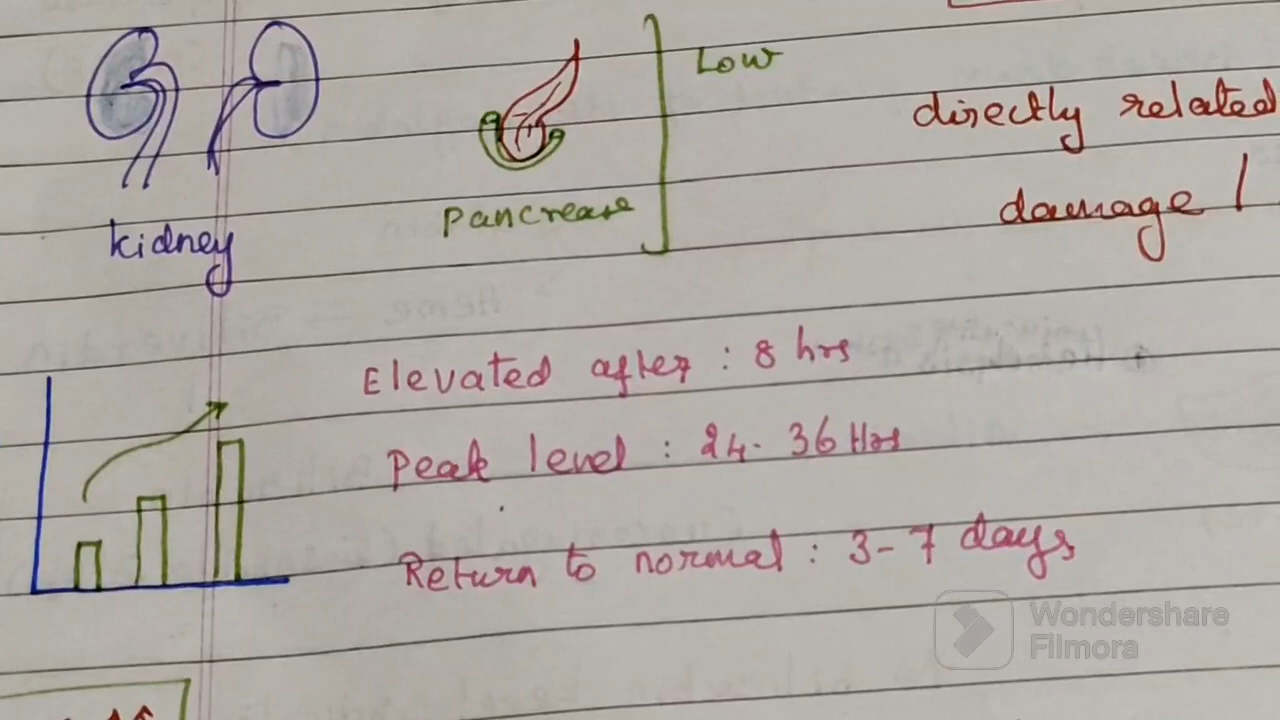 Low
directly related
damage !
kidney
Pancrease
Elevated after : 8 hrs
Peak level : 24 - 36 Hrs
Return to normal : 3 - 7 days
Wondershare
Filmora